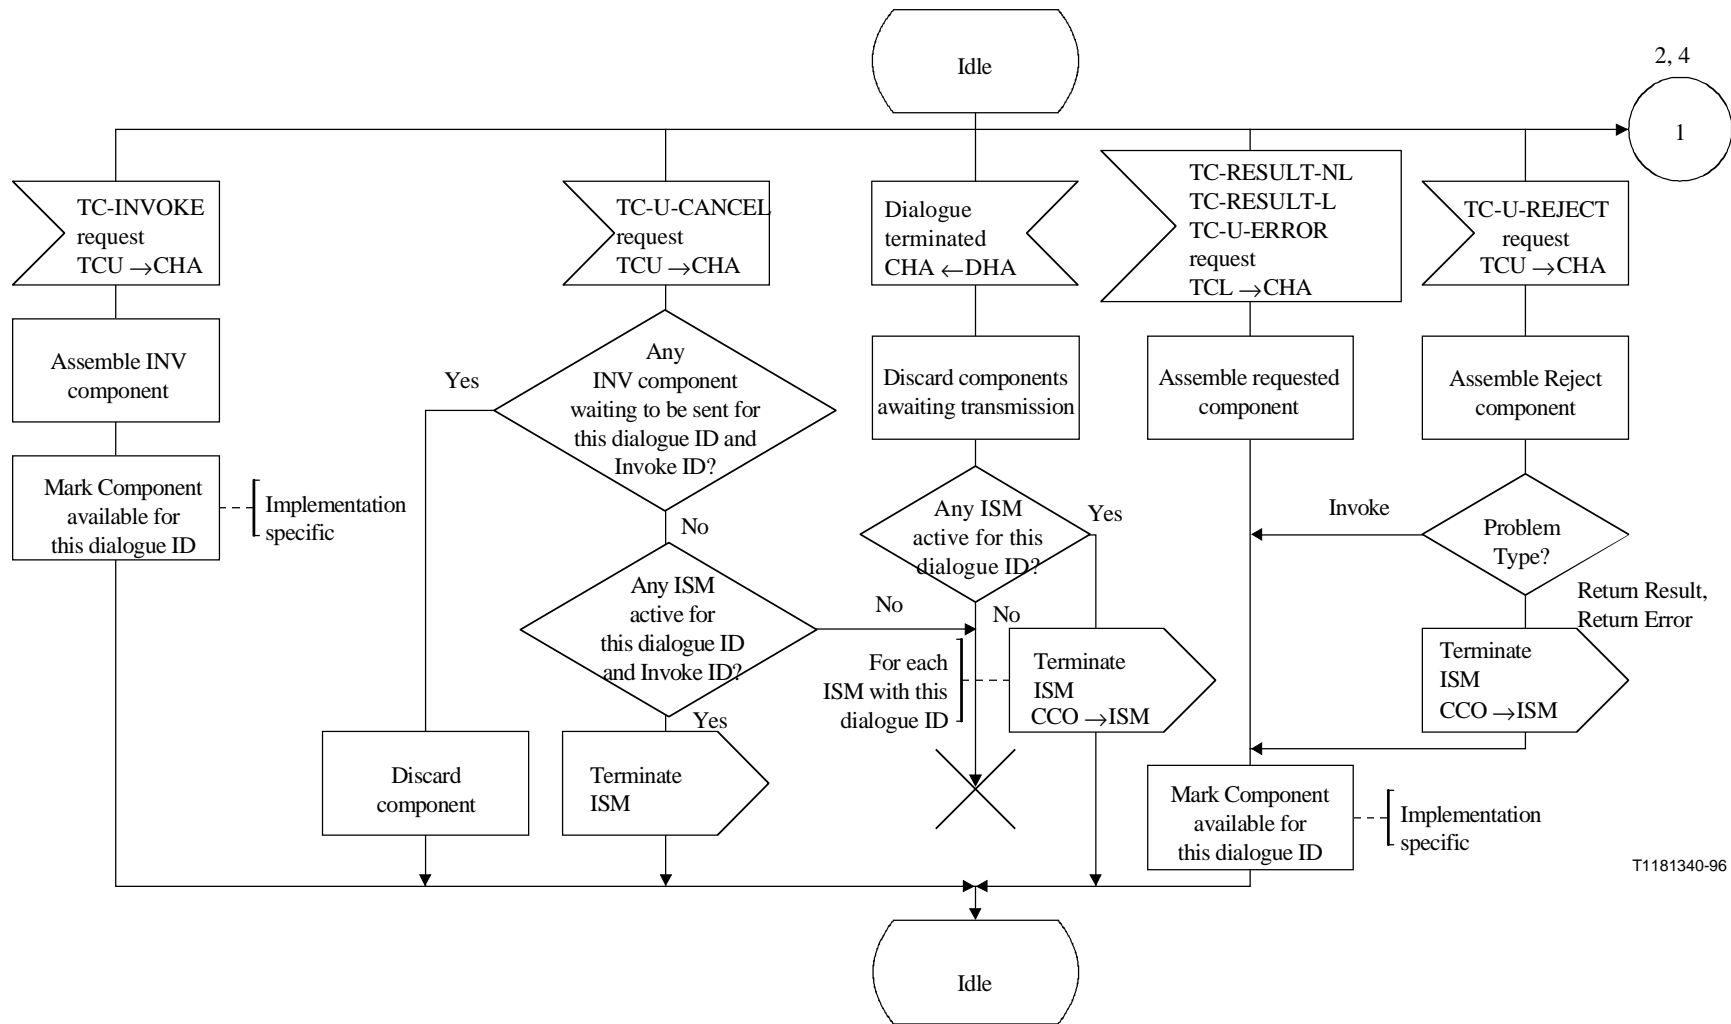 Idle
2, 4
1
TC-INVOKE
request
TCU →CHA
TC-U-CANCEL
request
TCU →CHA
Dialogue
terminated
CHA ←DHA
TC-RESULT-NL
TC-RESULT-L
TC-U-ERROR
request
TCL →CHA
TC-U-REJECT
request
TCU →CHA
Assemble INV
component
Yes
Any
INV component
waiting to be sent for
this dialogue ID and
Invoke ID?
Discard components
awaiting transmission
Assemble requested
component
Assemble Reject
component
Mark Component
available for
this dialogue ID
Implementation
specific
No
Any ISM
active for this
dialogue ID?
Yes
Invoke
Problem
Type?
Any ISM
active for
this dialogue ID
and Invoke ID?
No
No
Return Result,
Return Error
For each
ISM with this
dialogue ID
Terminate
ISM
CCO →ISM
Terminate
ISM
CCO →ISM
Yes
Discard
component
Terminate
ISM
Mark Component
available for
this dialogue ID
Implementation
specific
T1181340-96
Idle